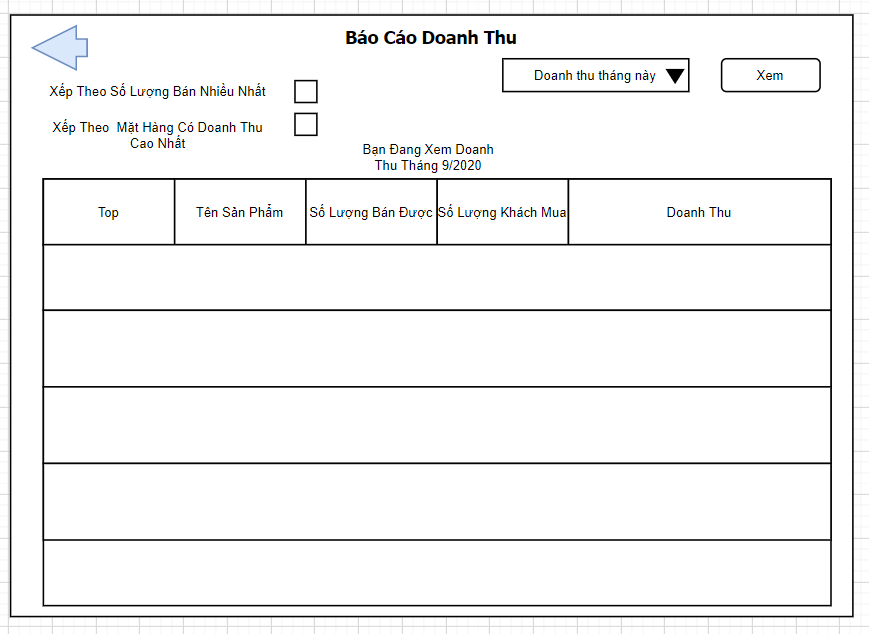 Báo Cáo Doanh Thu
Doanh thu tháng này
Xem
Xếp Theo Số Lượng Bán Nhiều Nhất
Xếp Theo Mặt Hàng Có Doanh Thu
Cao Nhất
Bạn Đang Xem Doanh
Thu Tháng 9/2020
Top
Tên Sản Phẩm
Số Lượng Bán Được
Số Lượng Khách Mua
Doanh Thu